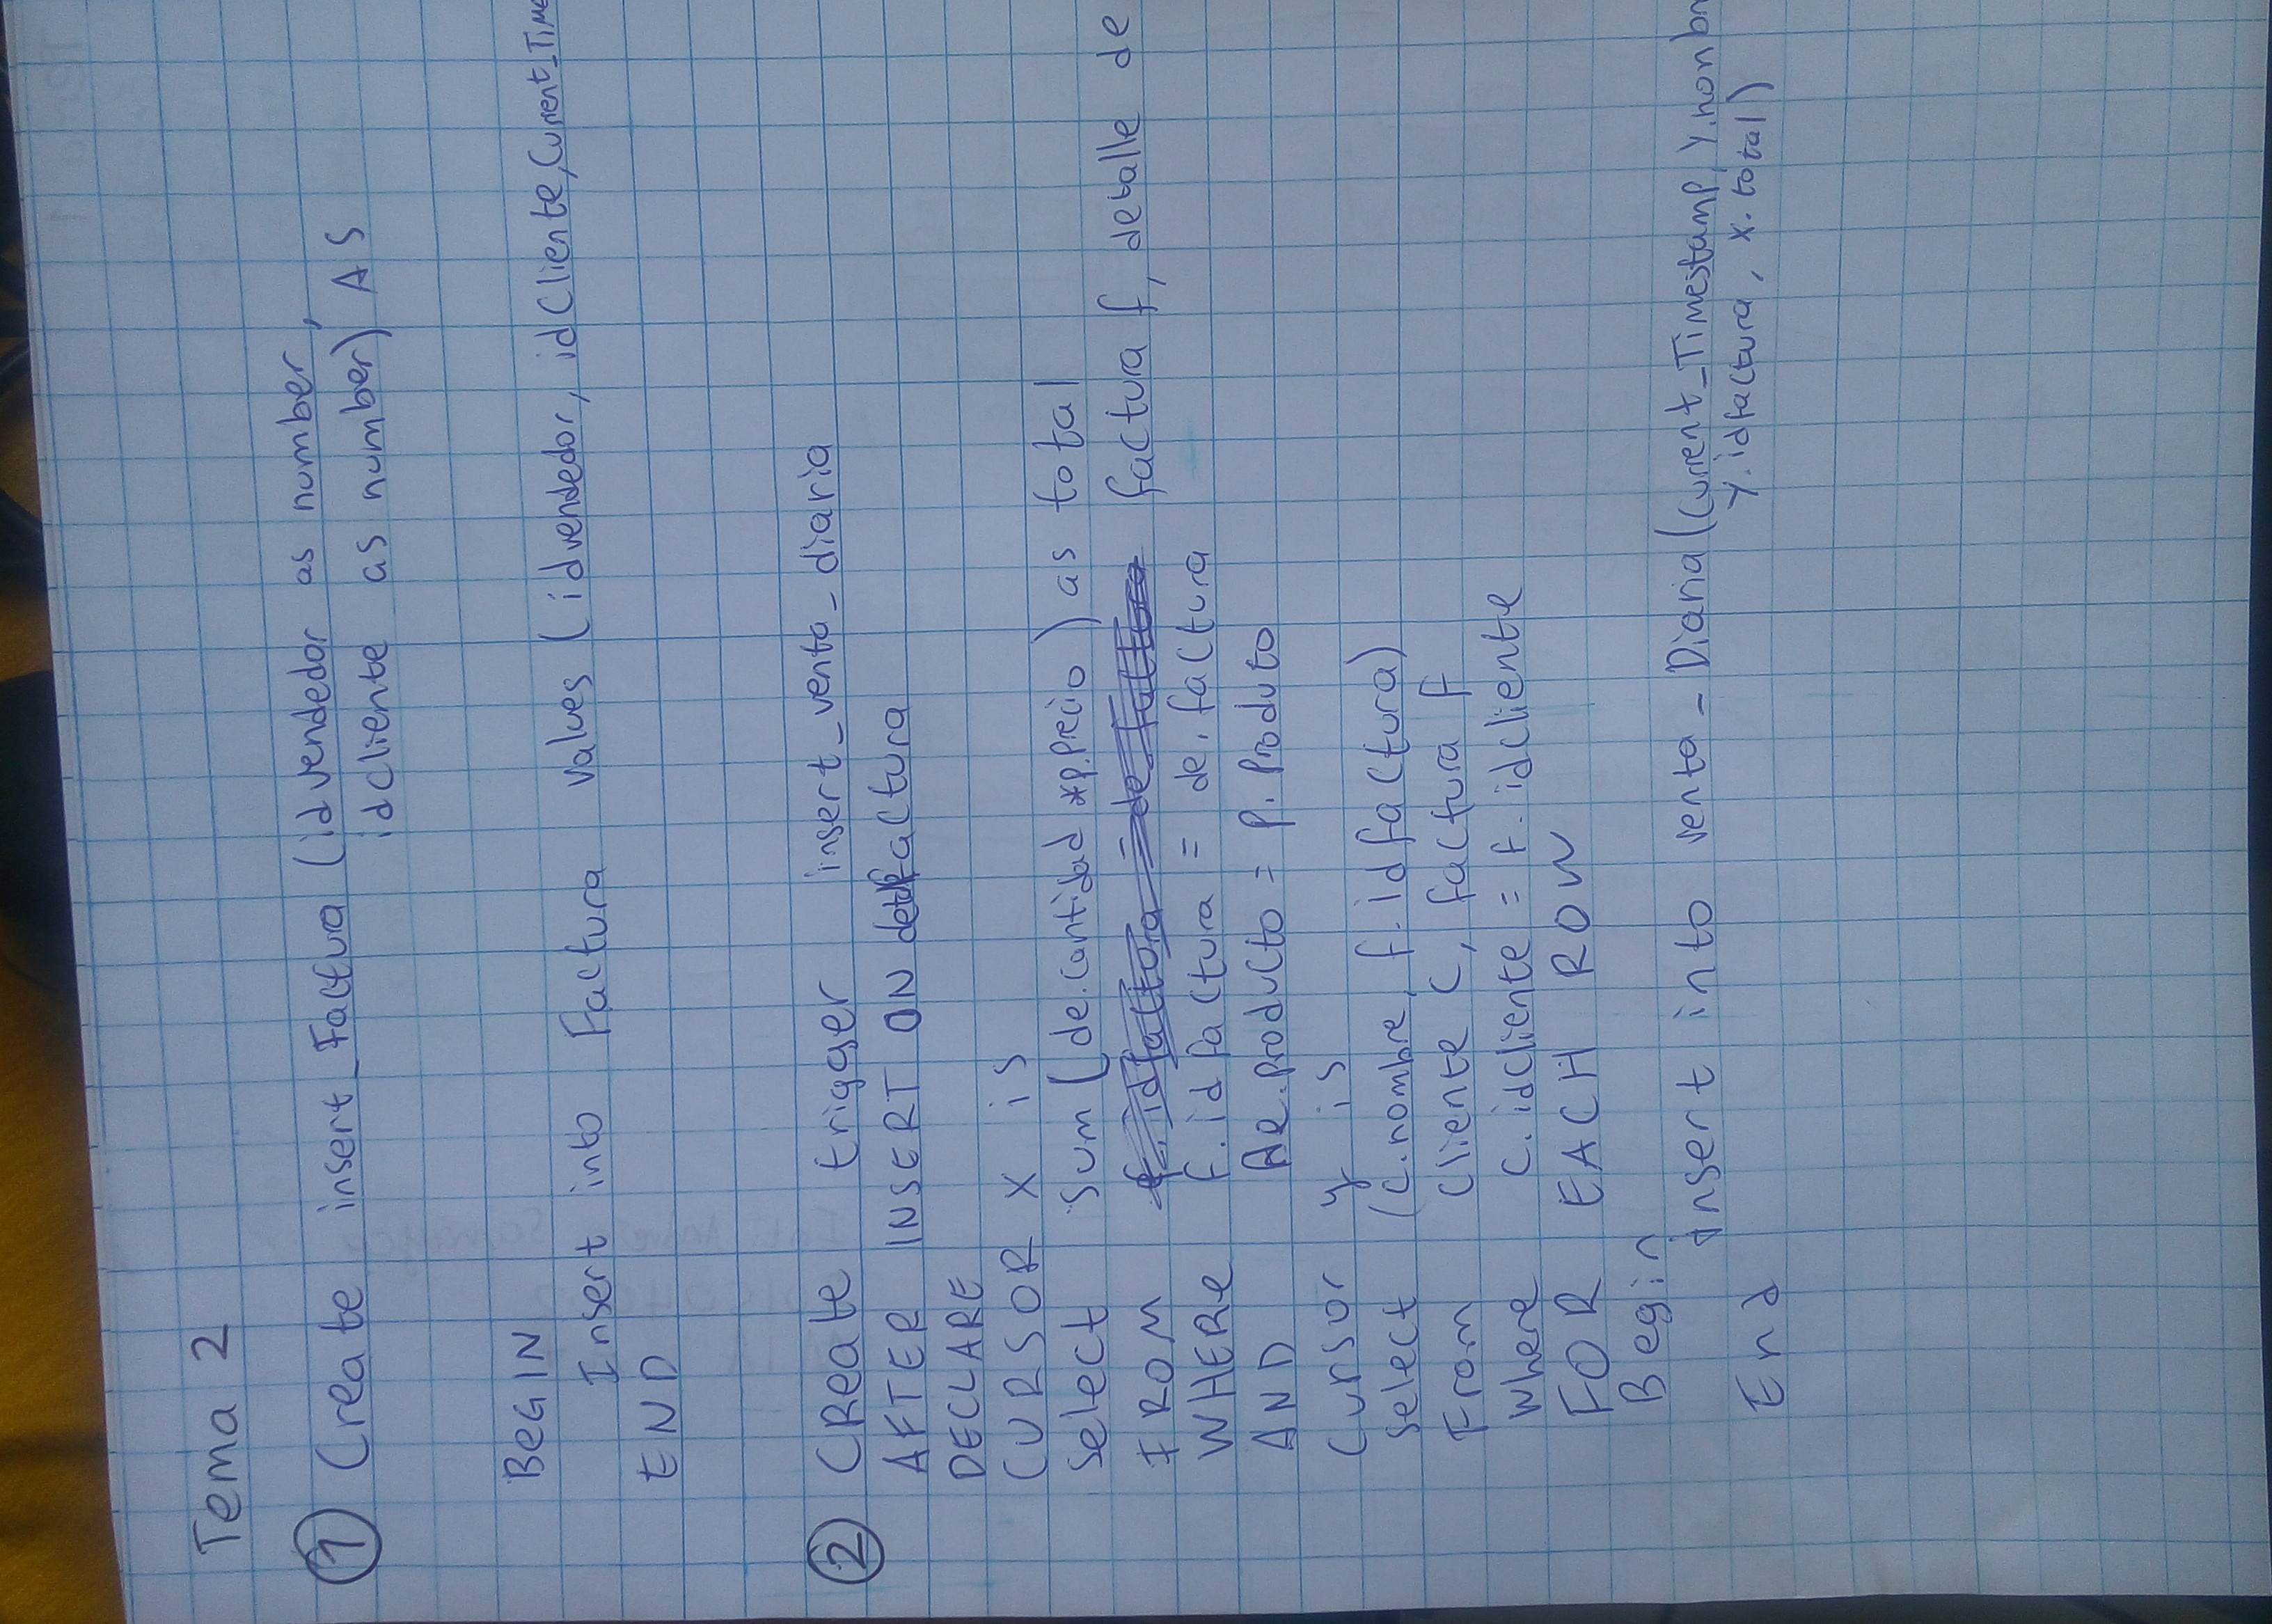 Tema 2
① Create insert_Factura (idvendedor as number,
idcliente as number) AS
BEGIN
Insert into Factura values (idvendedor, idCliente, Current_Time
END
② CReate trigger insert_venta_diaria
AFTER INSERT ON detfactura
DECLARE
CURSOR x is
select sum (de.cantidad *p.precio) as total
FROM factura f, detalle de
WHERE f.idfactura = de.factura
AND de.producto = p.producto
Cursor y is
select (c.nombre, f.idfactura)
From cliente c, factura f
Where c.idcliente = f.idcliente
FOR EACH ROW
Begin
insert into venta_Diaria (Current_Timestamp, Y.nombr
Y.idfactura, x.total)
End